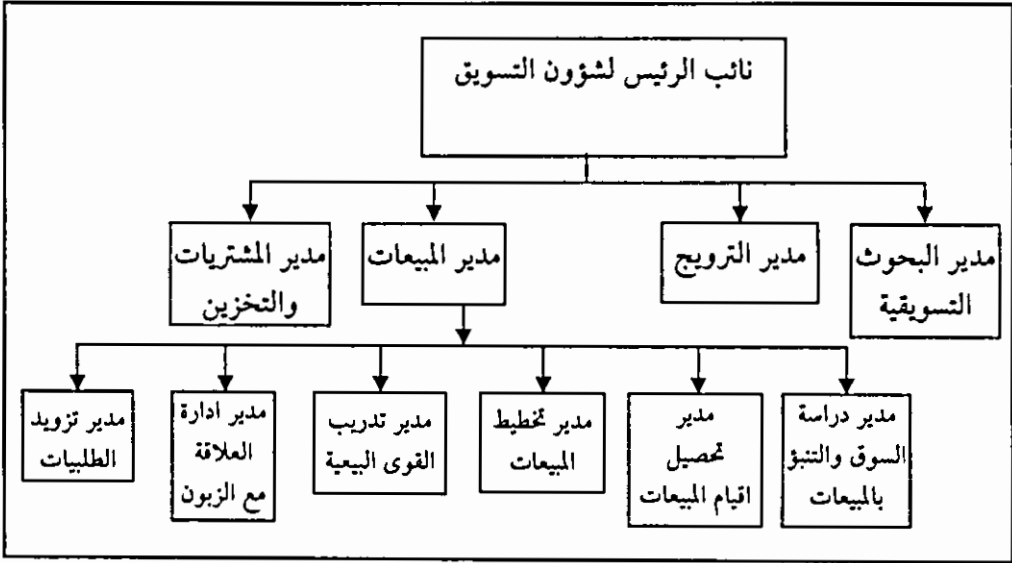 نائب الرئيس لشؤون التسويق
مدير البحوث
التسويقية
مدير الترويج
مدير المبيعات
مدير المشتريات
والتخزين
مدير دراسة
السوق والتنبؤ
بالمبيعات
مدير
تحصيل
اقيام المبيعات
مدير تخطيط
المبيعات
مدير تدريب
القوى البيعية
مدير ادارة
العلاقة
مع الزبون
مدير تزويد
الطلبيات